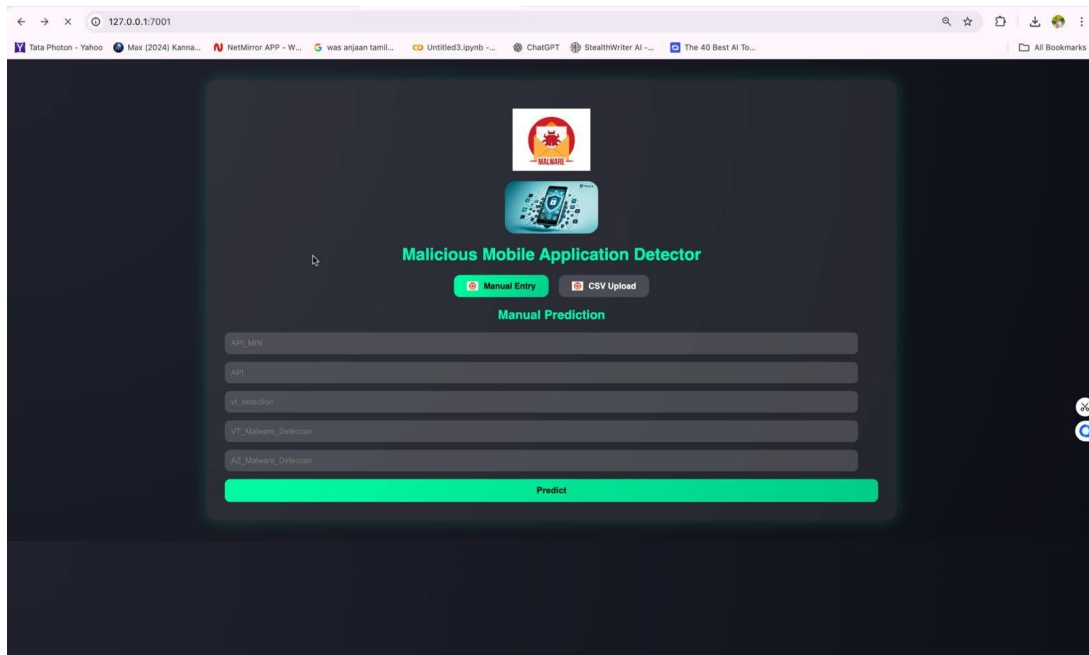 127.0.0.1:7001
Tata Photon - Yahoo Max (2024) Kanna... NetMirror APP - W... was anjaan tamil... Untitled3.ipynb -... ChatGPT StealthWriter AI -... The 40 Best AI To... All Bookmarks
MALWARE
Malicious Mobile Application Detector
Manual Entry CSV Upload
Manual Prediction
API_MIN
API
vt_detection
VT_Malware_Deteccao
AZ_Malware_Deteccao
Predict